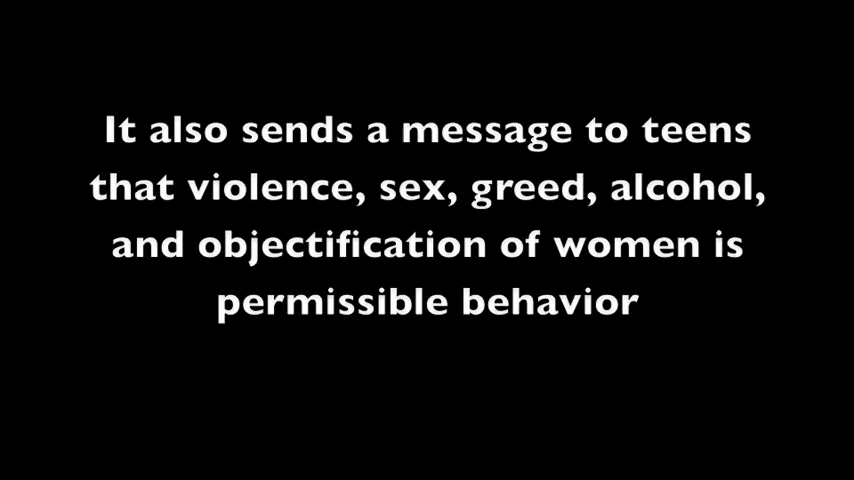 It also sends a message to teens
that violence, sex, greed, alcohol,
and objectification of women is
permissible behavior